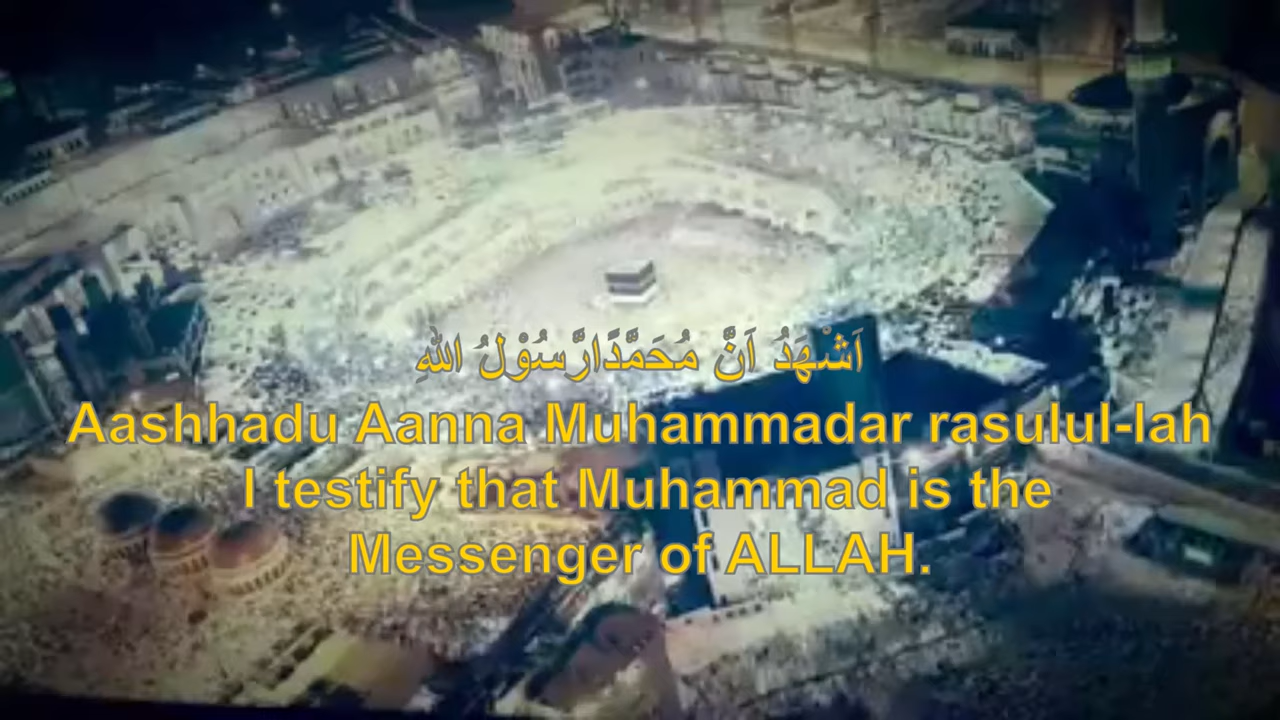 اَشْهَدُ اَنَّ مُحَمَّدًارَّسُوْلُ اللهِ
Aashhadu Aanna Muhammadar rasulul-lah
I testify that Muhammad is the
Messenger of ALLAH.